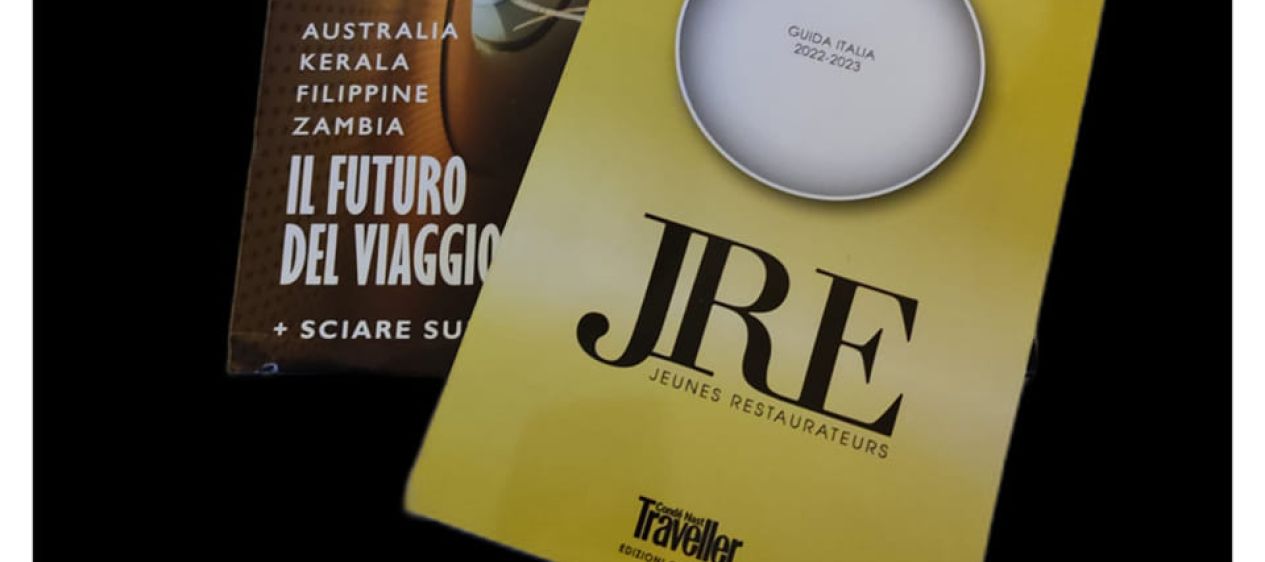 AUSTRALIA
KERALA
FILIPPINE
ZAMBIA
IL FUTURO
DEL VIAGGIO
+ SCIARE
GUIDA ITALIA
2022-2023
JRE
JEUNES RESTAURATEURS
Condé Nast
Traveller